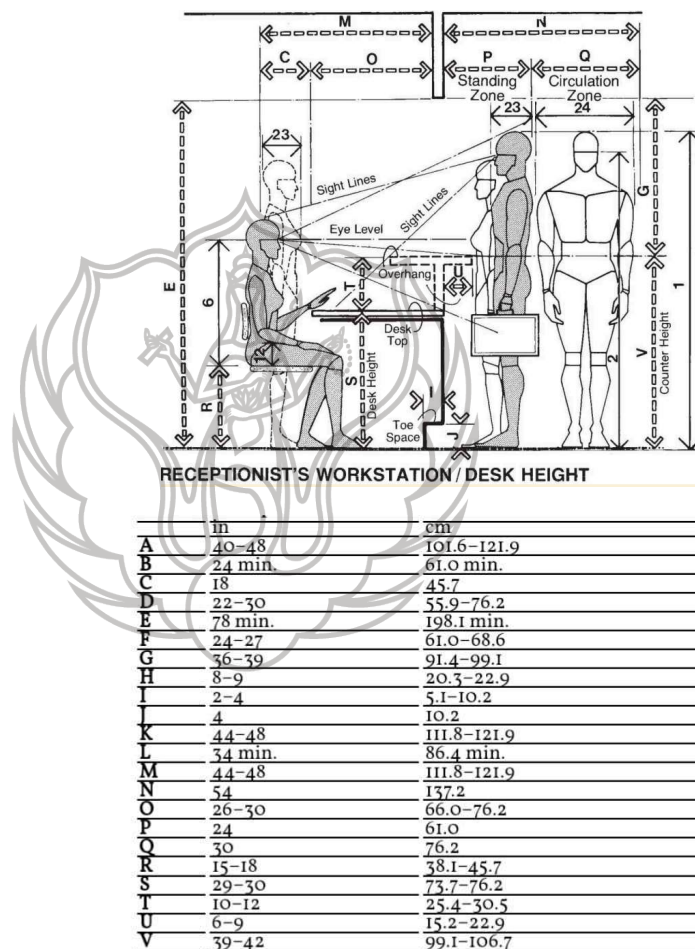 M
N
C
O
P
Q
Standing
Zone
Circulation
Zone
23
24
23
Sight Lines
Sight Lines
G
Eye Level
1
E
Overhang
U
6
T
Desk
Top
2
V
Counter Height
12
S
Desk Height
R
I
Toe
Space
J
RECEPTIONIST'S WORKSTATION/DESK HEIGHT
in cm
A 40–48 101.6–121.9
B 24 min. 61.0 min.
C 18 45.7
D 22–30 55.9–76.2
E 78 min. 198.1 min.
F 24–27 61.0–68.6
G 36–39 91.4–99.1
H 8–9 20.3–22.9
I 2–4 5.1–10.2
J 4 10.2
K 44–48 111.8–121.9
L 34 min. 86.4 min.
M 44–48 111.8–121.9
N 54 137.2
O 26–30 66.0–76.2
P 24 61.0
Q 30 76.2
R 15–18 38.1–45.7
S 29–30 73.7–76.2
T 10–12 25.4–30.5
U 6–9 15.2–22.9
V 39–42 99.1–106.7